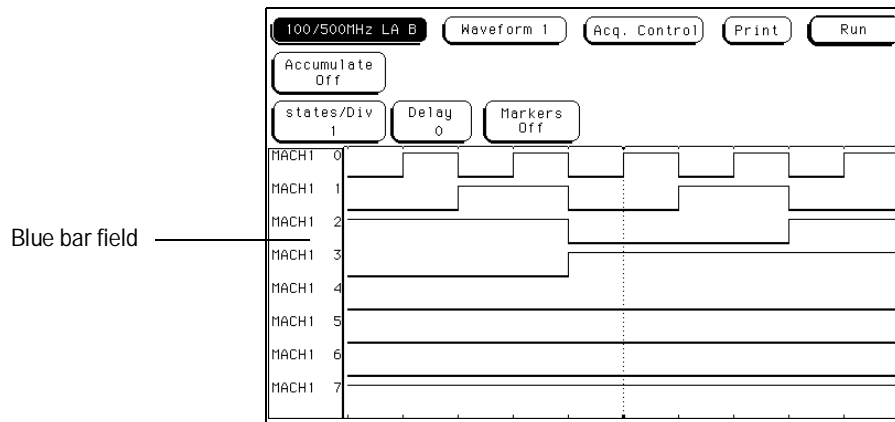 100/500MHz LA B Waveform 1 Acq. Control Print Run
Accumulate
Off
states/Div Delay Markers
1 0 Off
MACH1 0
MACH1 1
MACH1 2
Blue bar field
MACH1 3
MACH1 4
MACH1 5
MACH1 6
MACH1 7